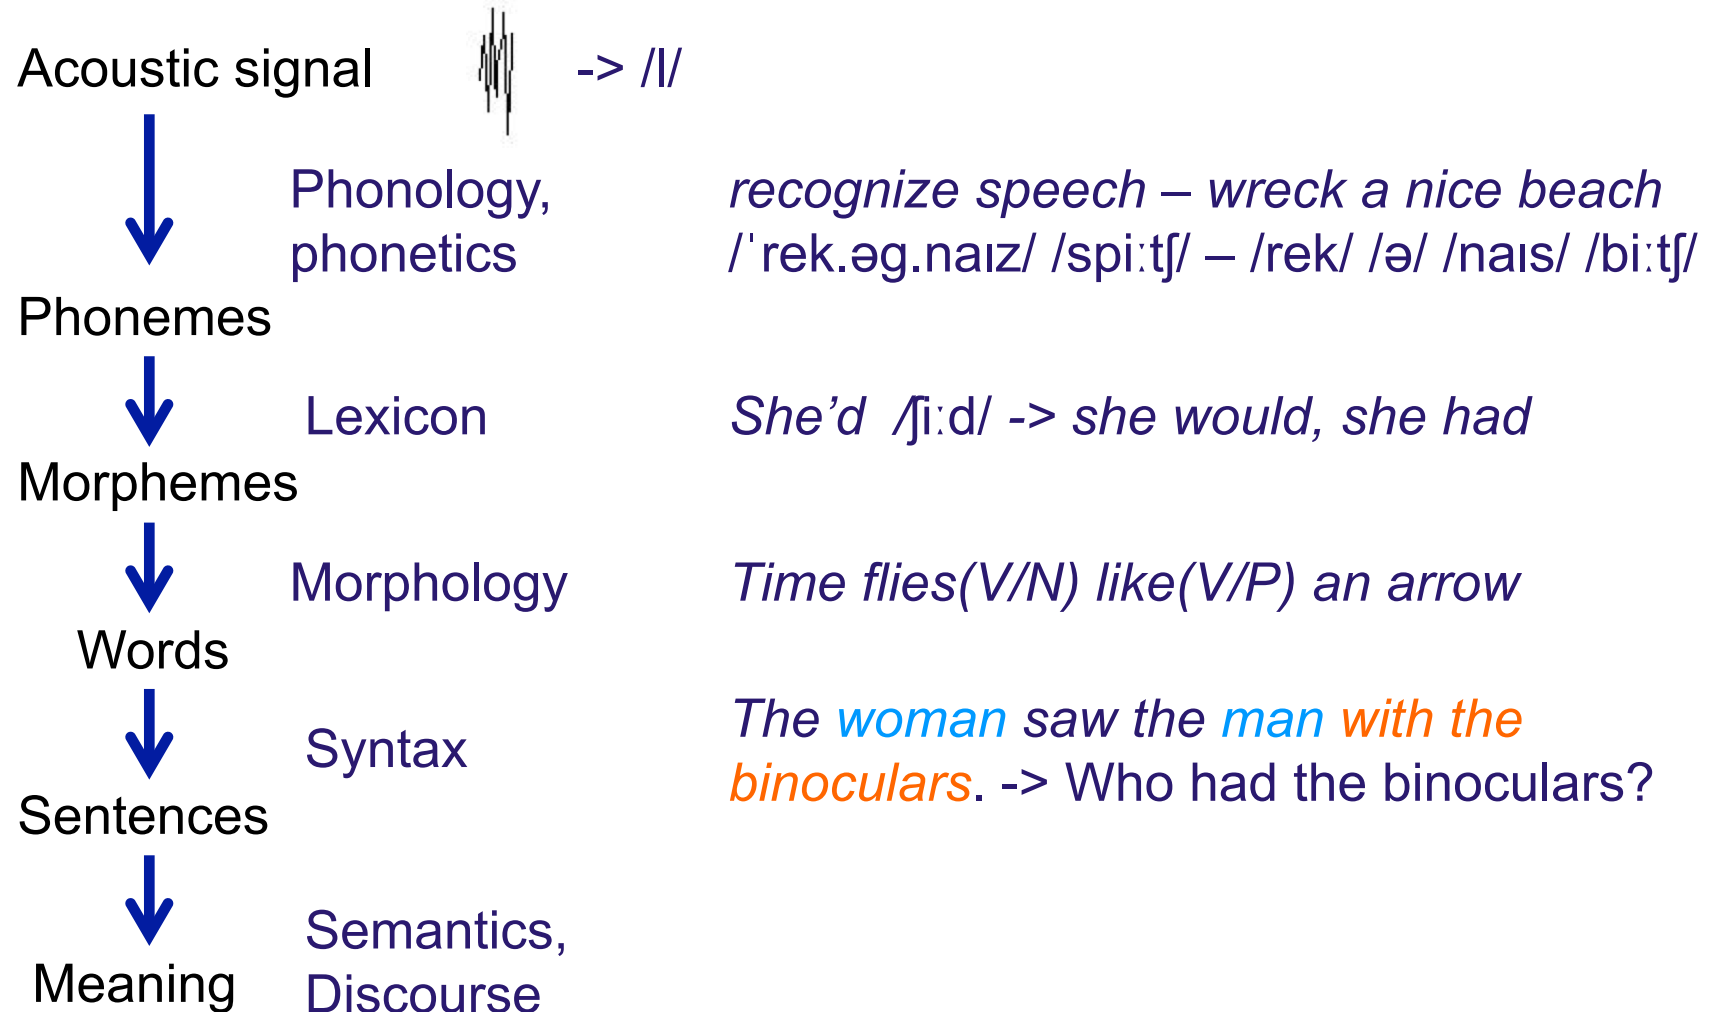 Acoustic signal -> /l/
Phonology, recognize speech – wreck a nice beach
phonetics /ˈrek.əg.naɪz/ /spiːtʃ/ – /rek/ /ə/ /naɪs/ /biːtʃ/
Phonemes
Lexicon She’d /ʃiːd/ -> she would, she had
Morphemes
Morphology Time flies(V/N) like(V/P) an arrow
Words
The woman saw the man with the
Syntax
binoculars. -> Who had the binoculars?
Sentences
Semantics,
Meaning
Discourse